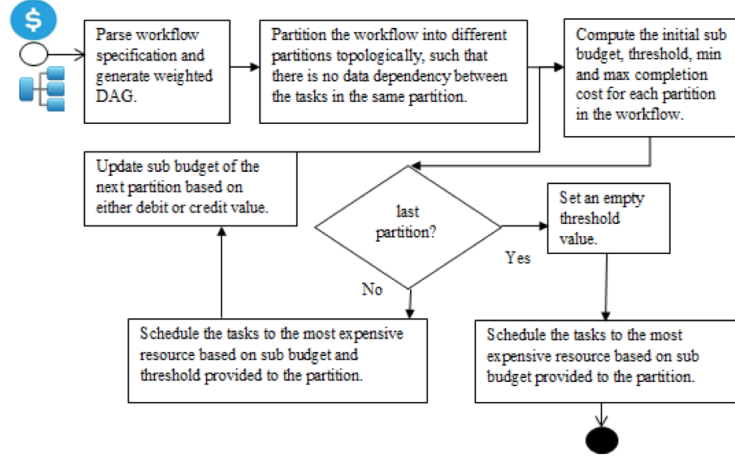 $
Parse workflow
specification and
generate weighted
DAG.
Partition the workflow into different
partitions topologically, such that
there is no data dependency between
the tasks in the same partition.
Compute the initial sub
budget, threshold, min
and max completion
cost for each partition
in the workflow.
Update sub budget of the
next partition based on
either debit or credit value.
last
partition?
Set an empty
threshold
value.
Yes
No
Schedule the tasks to the most expensive
resource based on sub budget and
threshold provided to the partition.
Schedule the tasks to the most
expensive resource based on sub
budget provided to the partition.